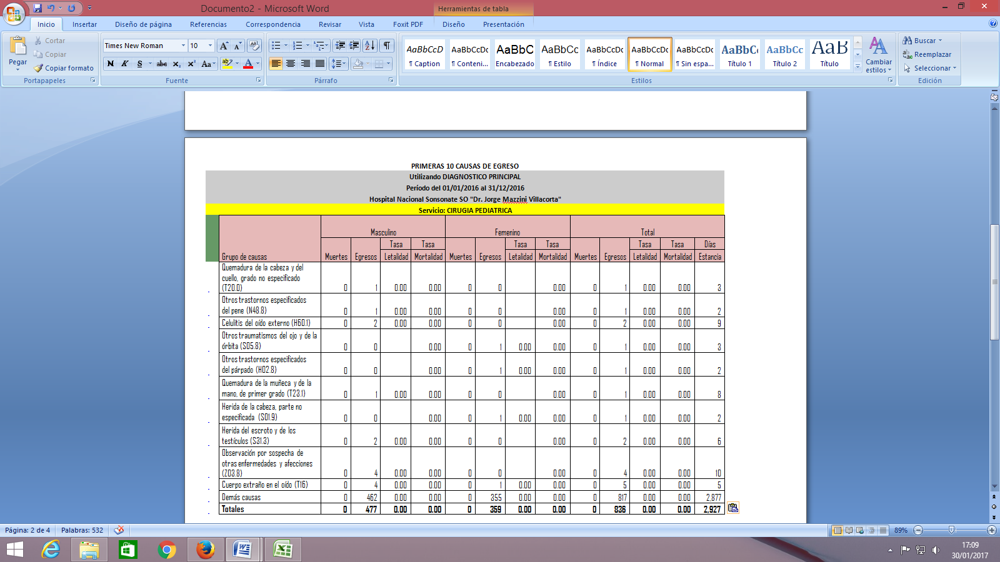 Documento2 - Microsoft Word
Herramientas de tabla
Inicio Insertar Diseño de página Referencias Correspondencia Revisar Vista Foxit PDF Diseño Presentación
Pegar
Cortar
Copiar
Copiar formato
Portapapeles
Times New Roman 10
N K S abc x₂ x² Aa
Fuente
Párrafo
AaBbCcD AaBbCcDc AaBbC AaBbCc AaBbCcDc AaBbCcDc AaBbCcDc AaBbCc AaBbCc AaB
¶ Caption ¶ Conteni... Encabezado ¶ Estilo ¶ Índice ¶ Normal ¶ Sin espa... Título 1 Título 2 Título
Cambiar estilos
Estilos
Buscar
Reemplazar
Seleccionar
Edición
PRIMERAS 10 CAUSAS DE EGRESO
Utilizando DIAGNOSTICO PRINCIPAL
Período del 01/01/2016 al 31/12/2016
Hospital Nacional Sonsonate SO "Dr. Jorge Mazzini Villacorta"
Servicio: CIRUGIA PEDIATRICA
Masculino Femenino Total
Tasa Tasa Tasa Tasa Tasa Tasa Días
Grupo de causas Muertes Egresos Letalidad Mortalidad Muertes Egresos Letalidad Mortalidad Muertes Egresos Letalidad Mortalidad Estancia
Quemadura de la cabeza y del
cuello, grado no especificado
(T20.0) 0 1 0.00 0.00 0 0 0.00 0 1 0.00 0.00 3
Otros trastornos especificados
del pene (N48.8) 0 1 0.00 0.00 0 0 0.00 0 1 0.00 0.00 2
Celulitis del oído externo (H60.1) 0 2 0.00 0.00 0 0 0.00 0 2 0.00 0.00 9
Otros traumatismos del ojo y de la
órbita (S05.8) 0 0 0.00 0 1 0.00 0.00 0 1 0.00 0.00 3
Otros trastornos especificados
del párpado (H02.8) 0 0 0.00 0 1 0.00 0.00 0 1 0.00 0.00 2
Quemadura de la muñeca y de la
mano, de primer grado (T23.1) 0 1 0.00 0.00 0 0 0.00 0 1 0.00 0.00 8
Herida de la cabeza, parte no
especificada (S01.9) 0 0 0.00 0 1 0.00 0.00 0 1 0.00 0.00 2
Herida del escroto y de los
testículos (S31.3) 0 2 0.00 0.00 0 0 0.00 0 2 0.00 0.00 6
Observación por sospecha de
otras enfermedades y afecciones
(Z03.8) 0 4 0.00 0.00 0 0 0.00 0 4 0.00 0.00 10
Cuerpo extraño en el oído (T16) 0 4 0.00 0.00 0 1 0.00 0.00 0 5 0.00 0.00 5
Demás causas 0 462 0.00 0.00 0 355 0.00 0.00 0 817 0.00 0.00 2,877
Totales 0 477 0.00 0.00 0 359 0.00 0.00 0 836 0.00 0.00 2,927
Página: 2 de 4 Palabras: 532 89%
17:09
30/01/2017